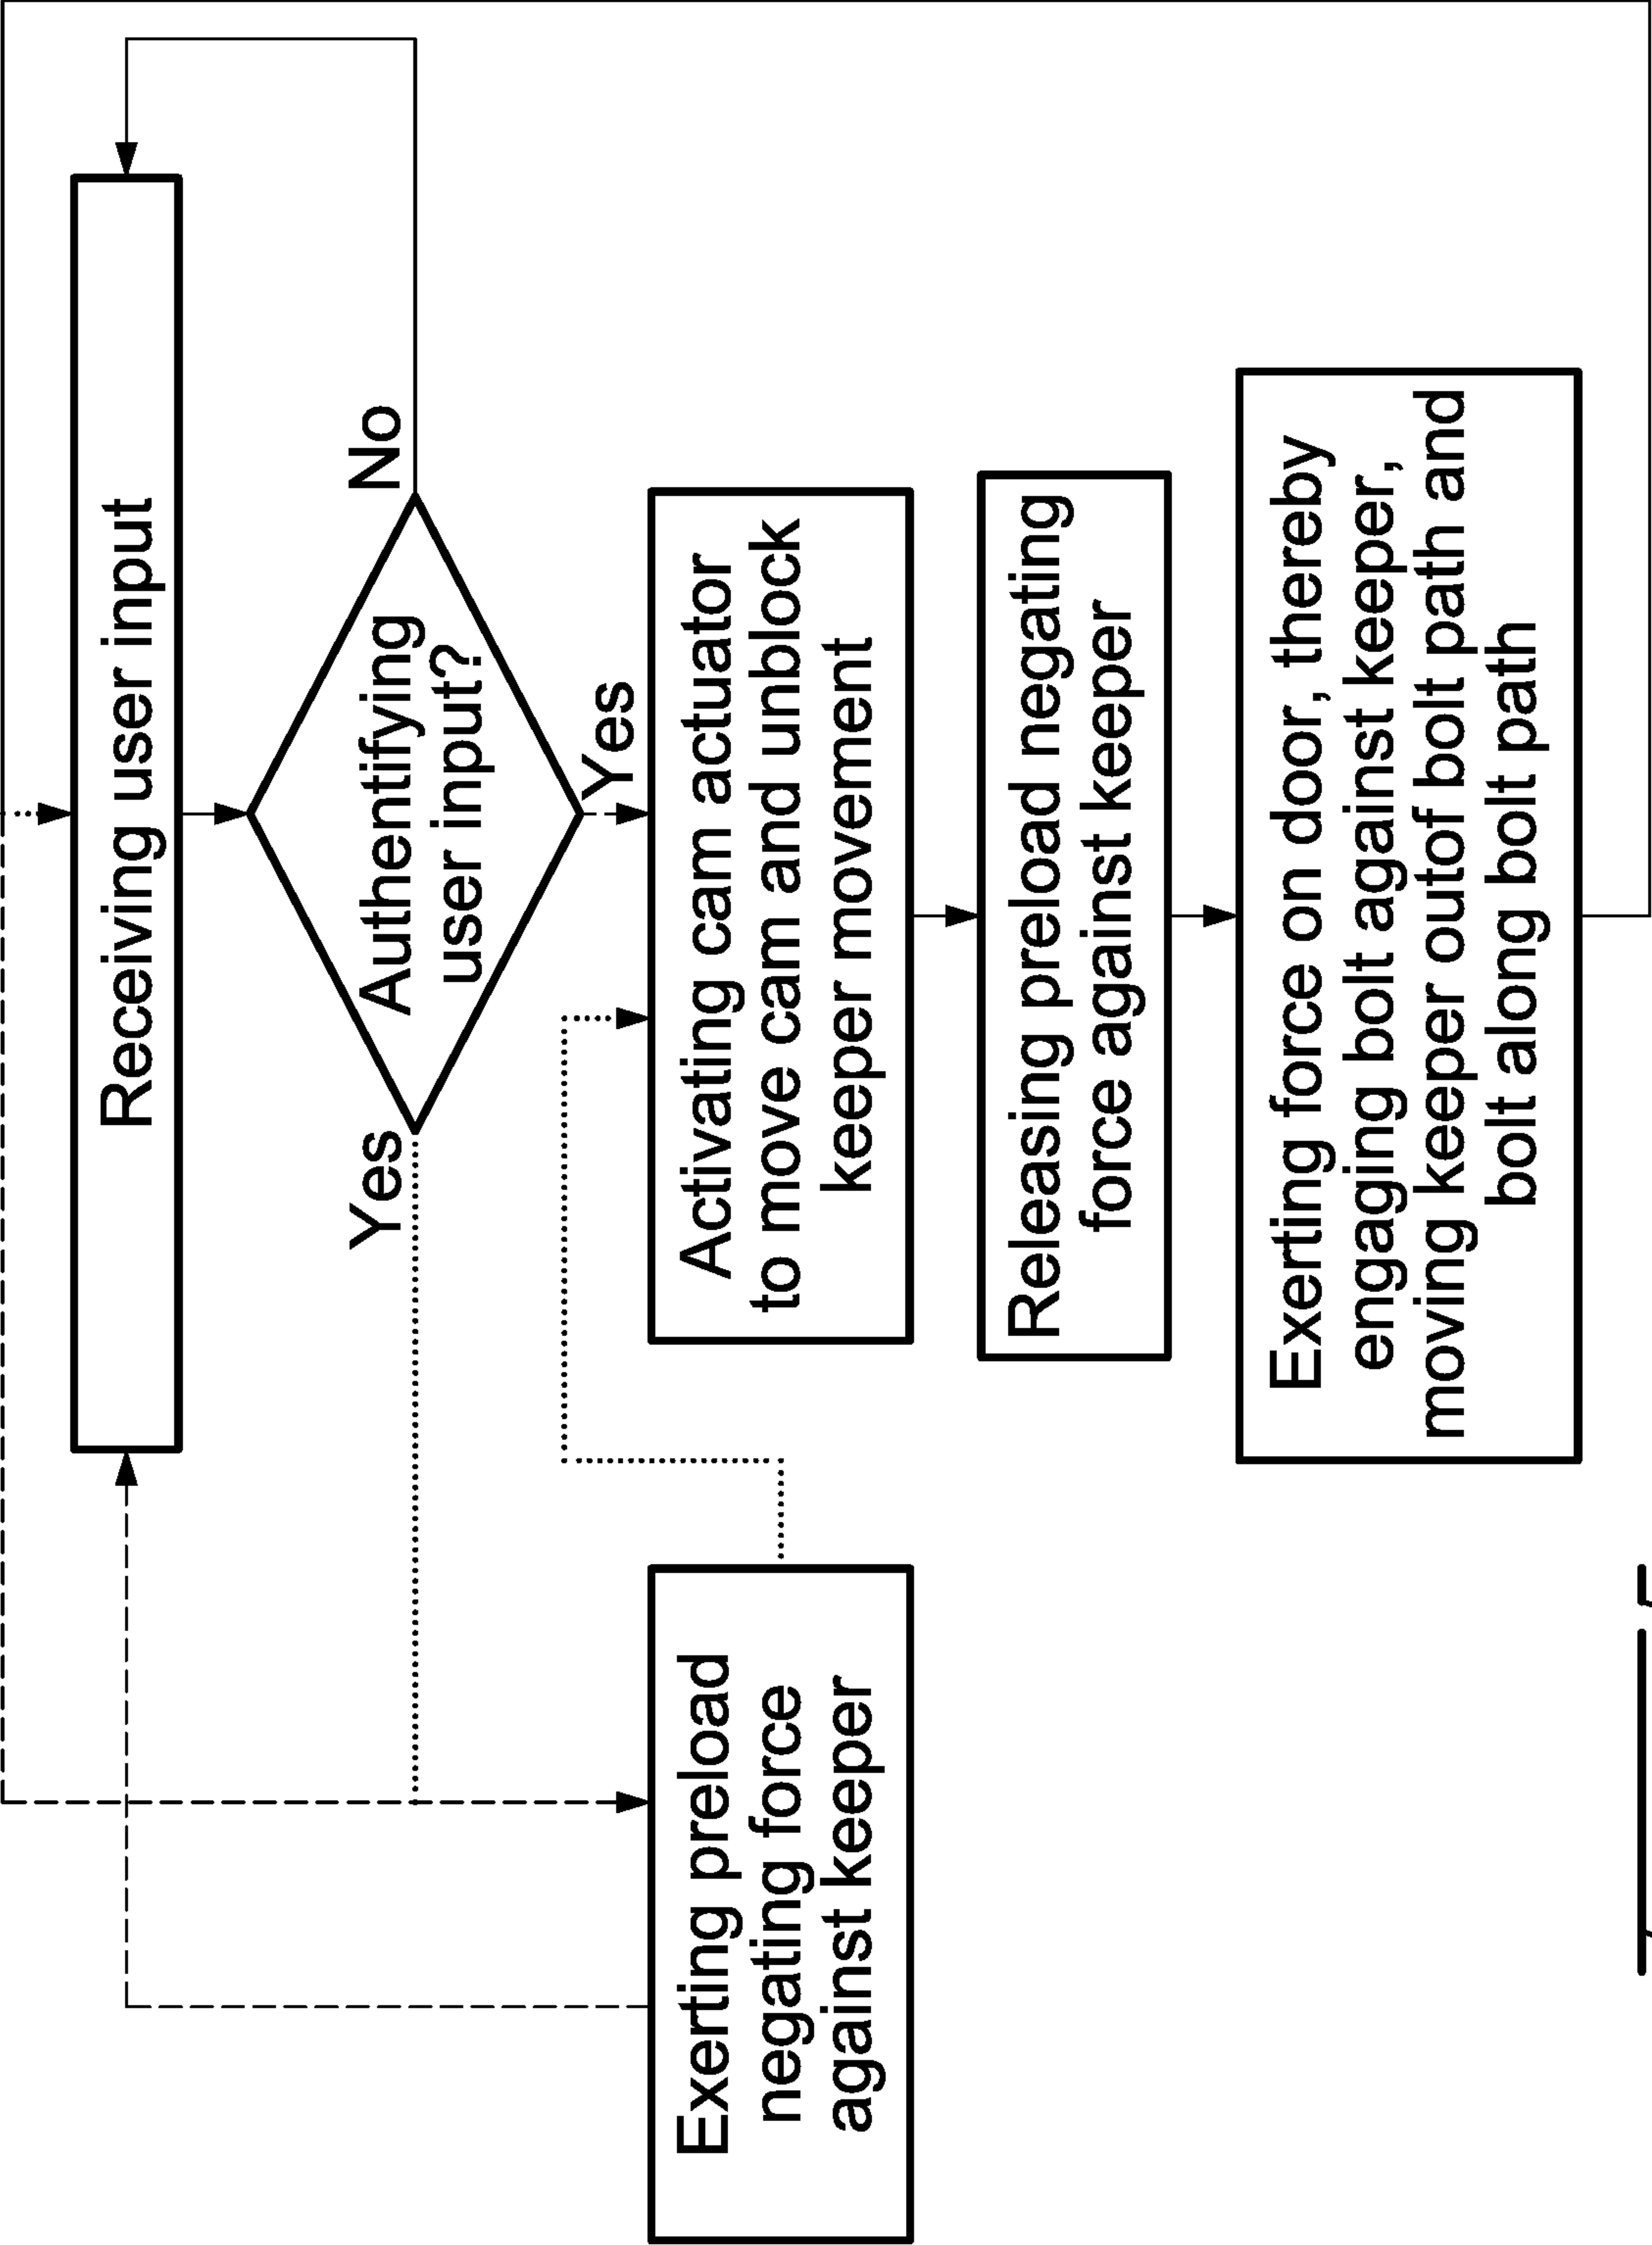 Receiving user input
Authentifying
user input?
No
Yes
Yes
Exerting preload
negating force
against keeper
Activating cam actuator
to move cam and unblock
keeper movement
Releasing preload negating
force against keeper
Exerting force on door, thereby
engaging bolt against keeper,
moving keeper outof bolt path and
bolt along bolt path